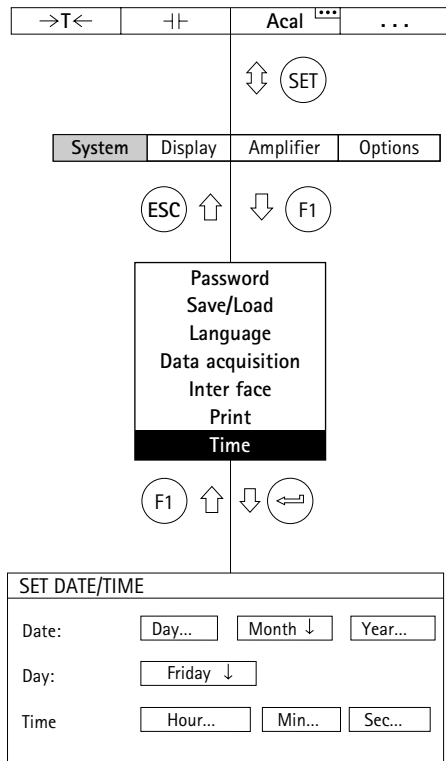 →T← ⊣⊢ Acal ... . . .
SET
System Display Amplifier Options
ESC F1
Password
Save/Load
Language
Data acquisition
Inter face
Print
Time
F1
SET DATE/TIME
Date: Day... Month ↓ Year...
Day: Friday ↓
Time Hour... Min... Sec...